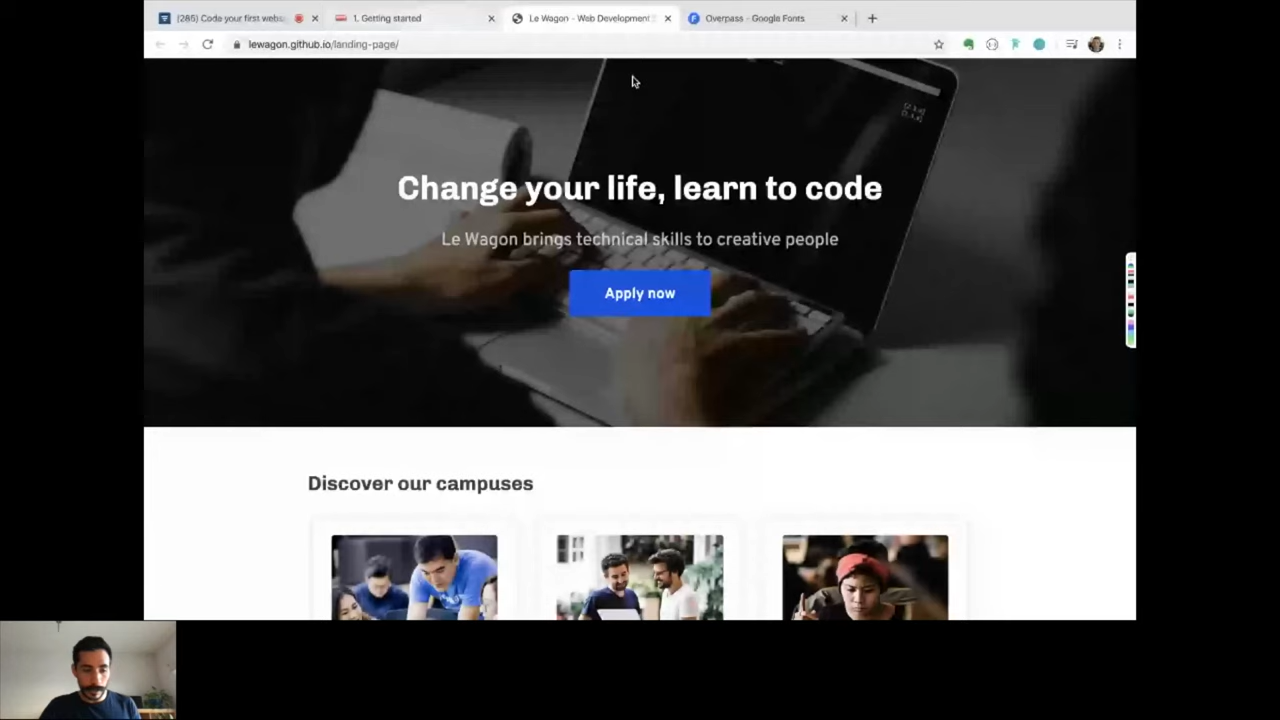 (285) Code your first webs
1. Getting started
Le Wagon - Web Development
Overpass - Google Fonts
lewagon.github.io/landing-page/
Change your life, learn to code
Le Wagon brings technical skills to creative people
Apply now
Discover our campuses